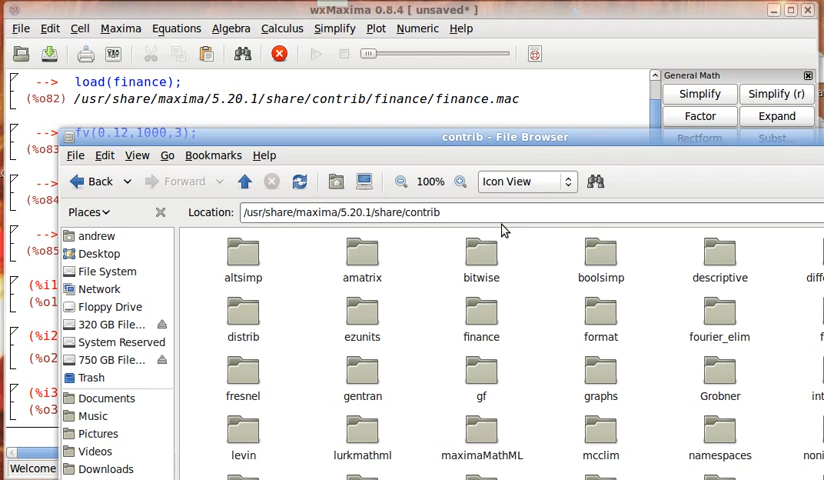 wxMaxima 0.8.4 [ unsaved* ]
File Edit Cell Maxima Equations Algebra Calculus Simplify Plot Numeric Help
--> load(finance);
(%o82) /usr/share/maxima/5.20.1/share/contrib/finance/finance.mac
--> fv(0.12,1000,3);
(%o83
-->
(%o84
-->
(%o85
(%i1
(%o1
(%i2
(%o2
(%i3
(%o3
Welcome
General Math
Simplify Simplify (r)
Factor Expand
Rectform Subst...
contrib - File Browser
File Edit View Go Bookmarks Help
Back Forward 100% Icon View
Places Location: /usr/share/maxima/5.20.1/share/contrib
andrew
Desktop
File System
Network
Floppy Drive
320 GB File...
System Reserved
750 GB File...
Trash
Documents
Music
Pictures
Videos
Downloads
altsimp amatrix bitwise boolsimp descriptive
distrib ezunits finance format fourier_elim
fresnel gentran gf graphs Grobner
levin lurkmathml maximaMathML mcclim namespaces